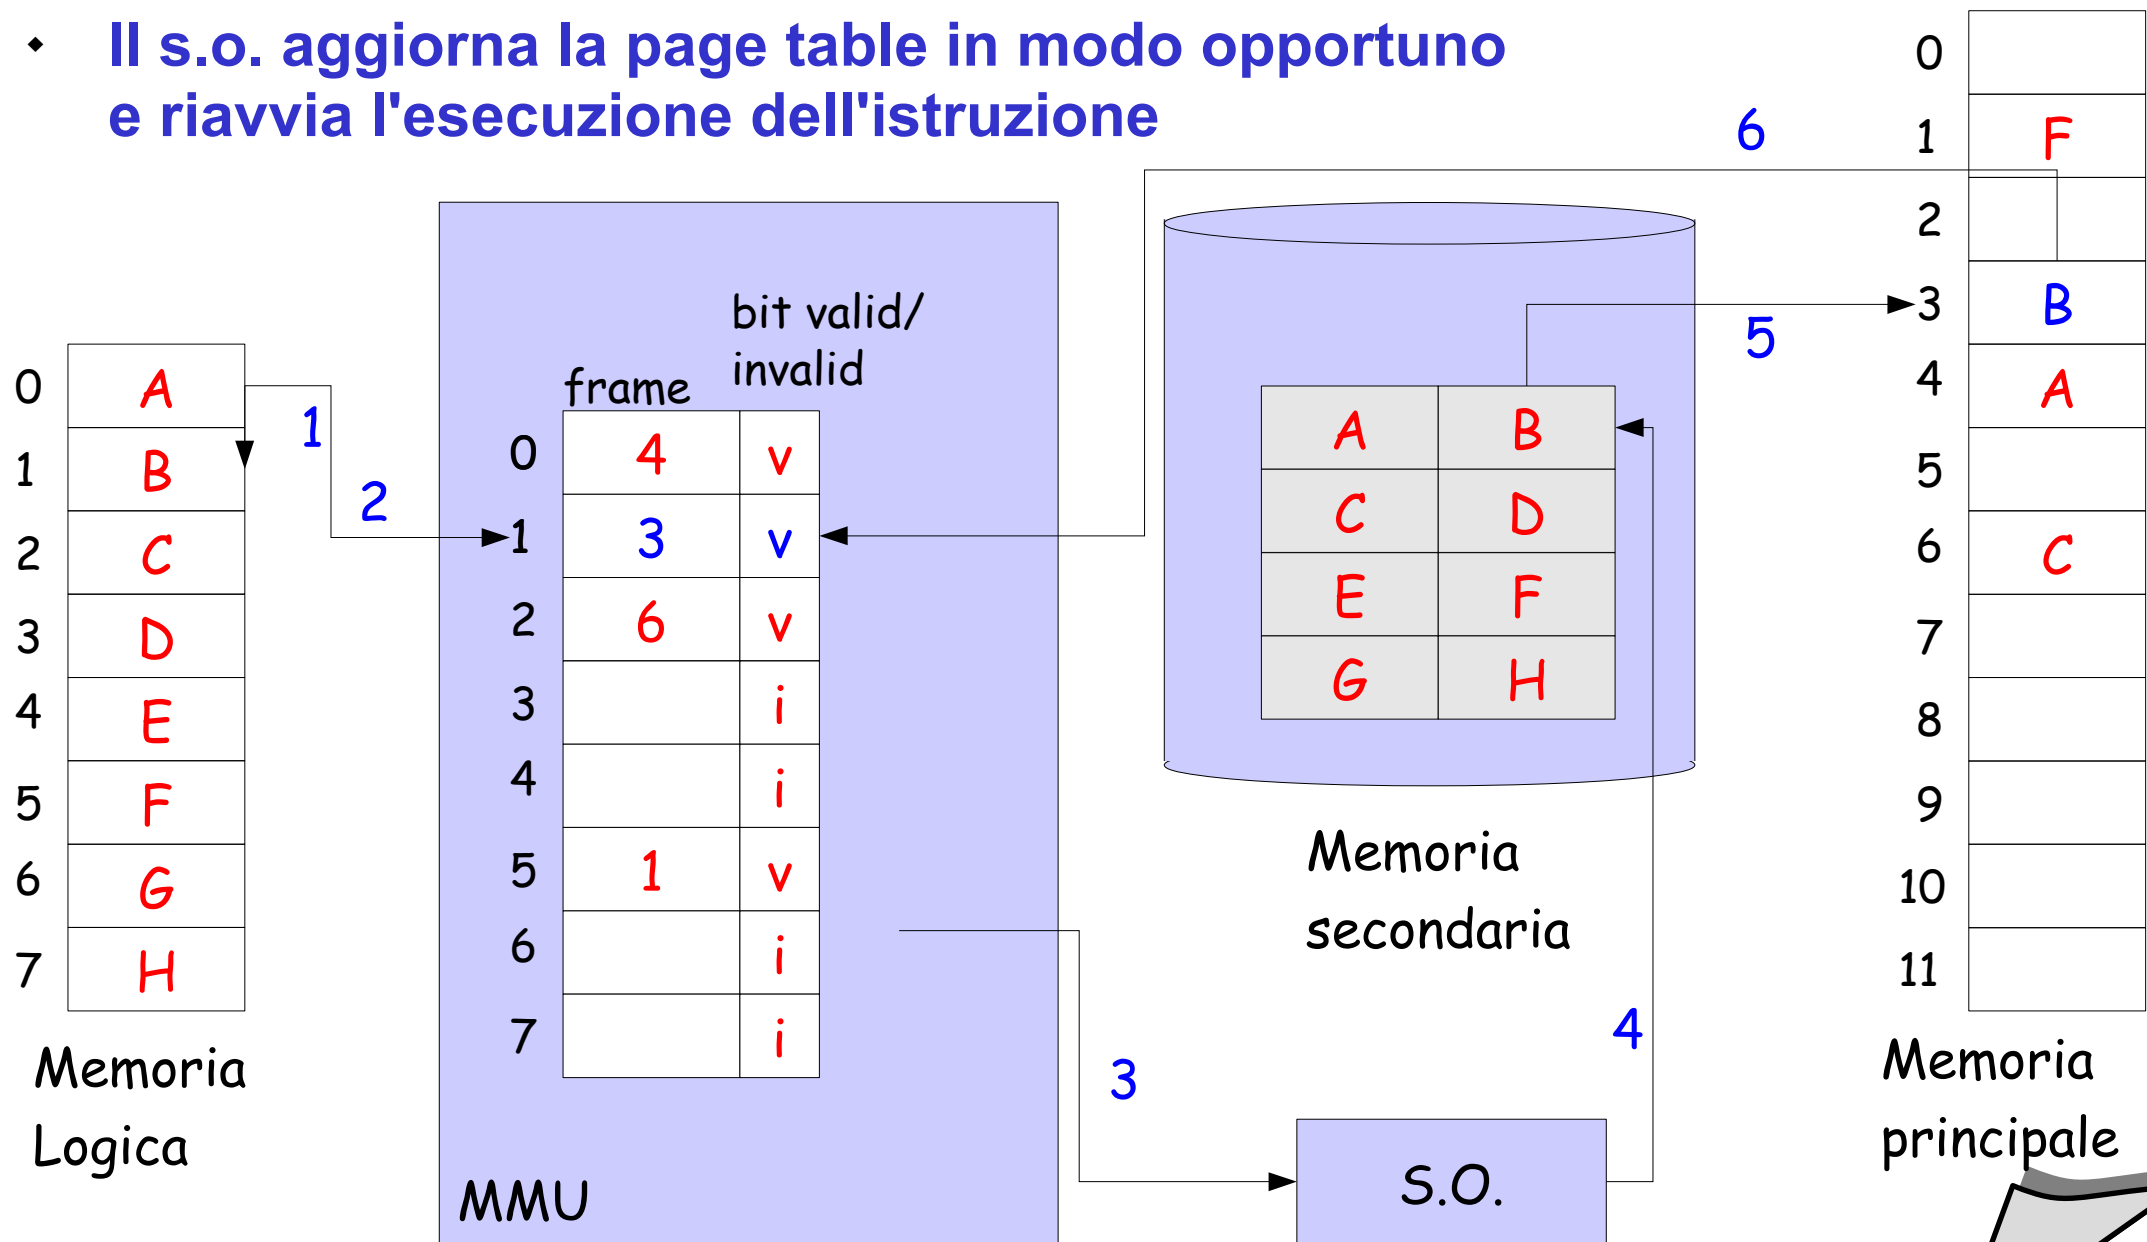 Il s.o. aggiorna la page table in modo opportuno
e riavvia l'esecuzione dell'istruzione
0 A
1 B
2 C
3 D
4 E
5 F
6 G
7 H
Memoria
Logica
1
2
bit valid/
invalid
frame
0 4 v
1 3 v
2 6 v
3 i
4 i
5 1 v
6 i
7 i
MMU
3
S.O.
4
A B
C D
E F
G H
Memoria
secondaria
5
6
0
1 F
2
3 B
4 A
5
6 C
7
8
9
10
11
Memoria
principale